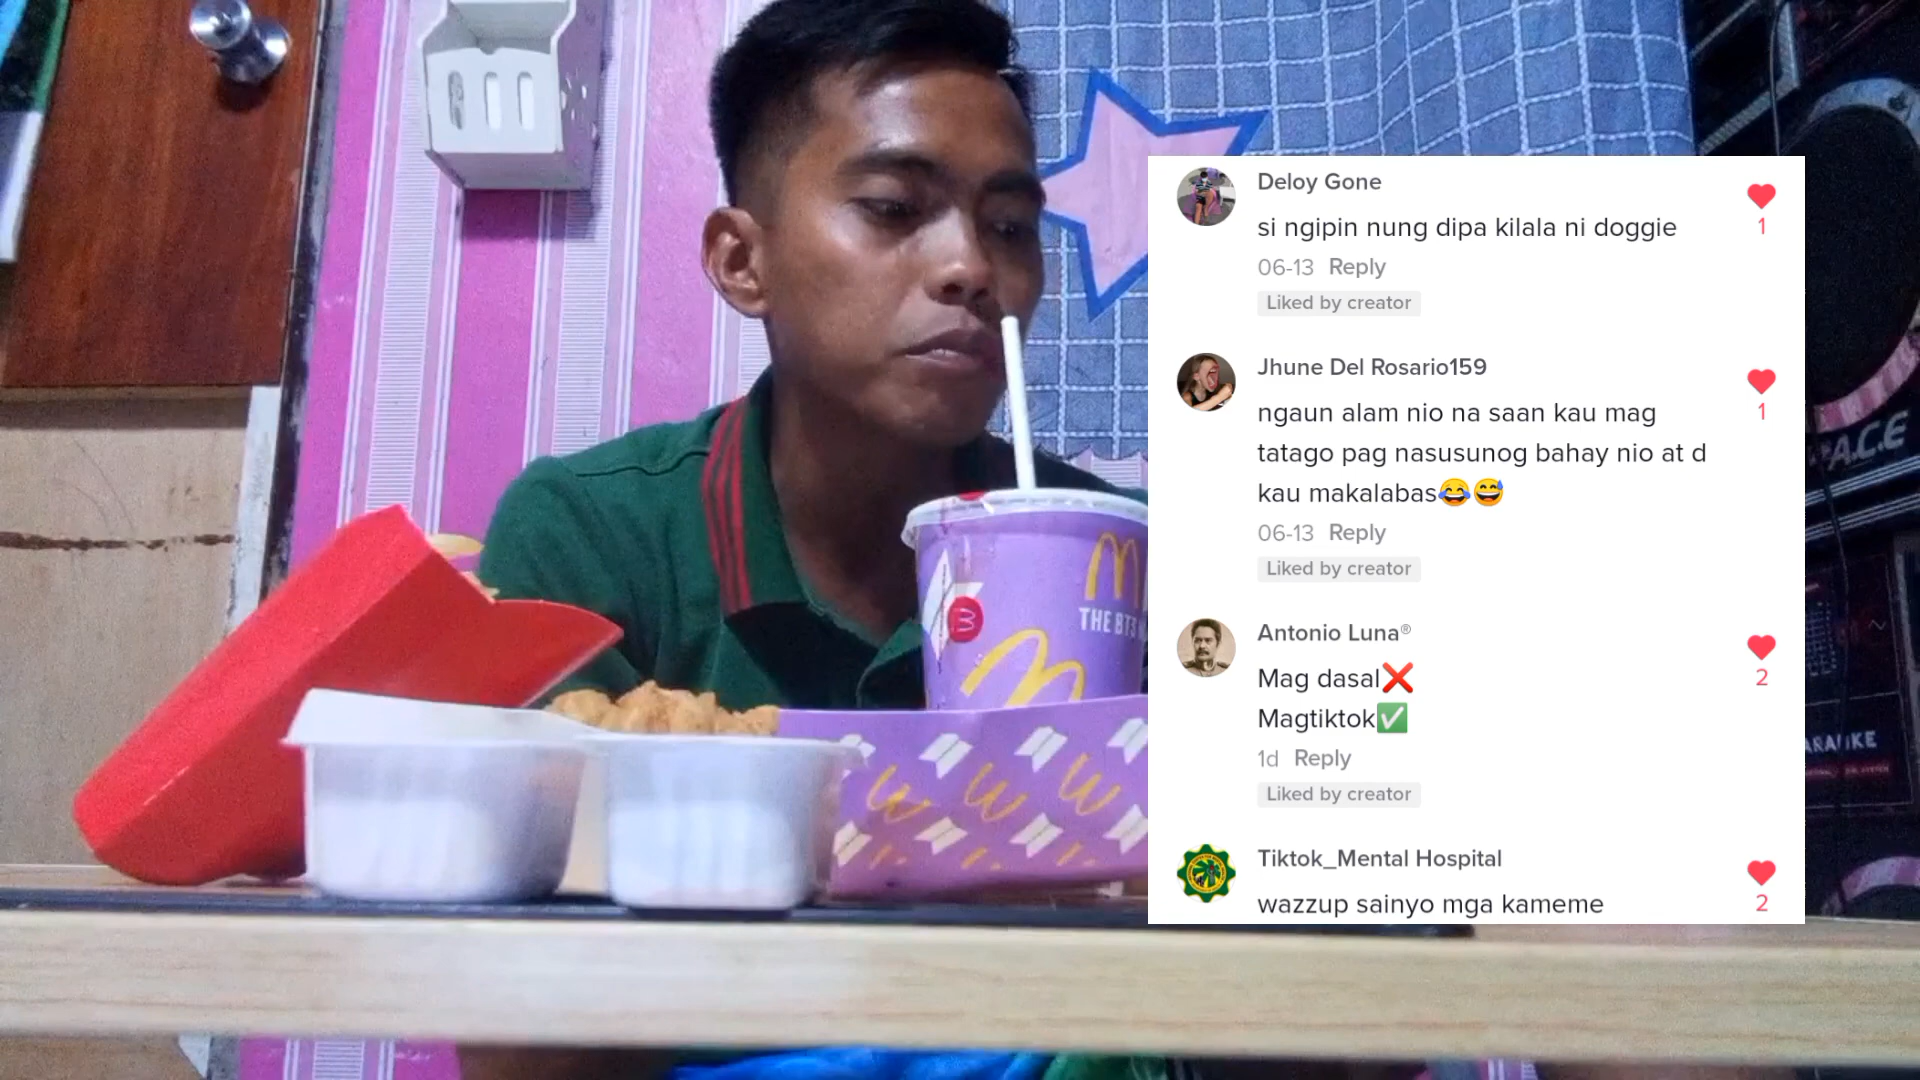 Deloy Gone
si ngipin nung dipa kilala ni doggie
1
06-13 Reply
Liked by creator
Jhune Del Rosario159
ngaun alam nio na saan kau mag
tatago pag nasusunog bahay nio at d
kau makalabas😂😅
1
06-13 Reply
Liked by creator
Antonio Luna®
Mag dasal❌
Magtiktok✅
2
1d Reply
Liked by creator
Tiktok_Mental Hospital
wazzup sainyo mga kameme
2
THE BTS